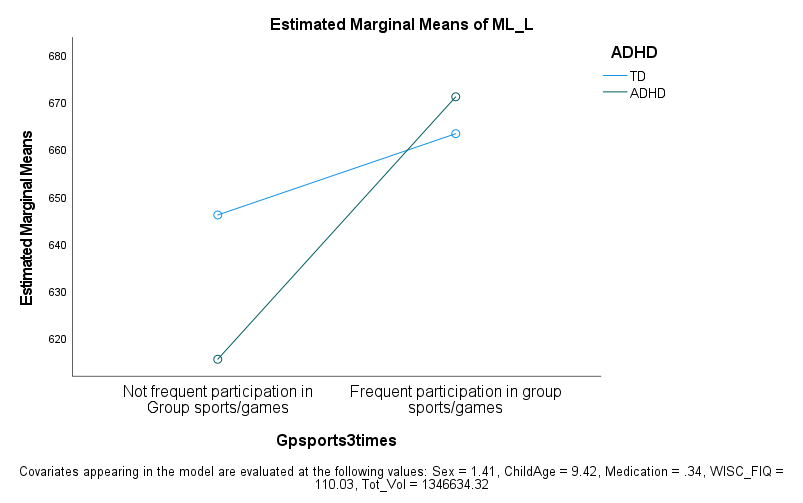 Estimated Marginal Means of ML_L
ADHD
TD
ADHD
Estimated Marginal Means
680
670
660
650
640
630
620
Not frequent participation in
Group sports/games
Frequent participation in group
sports/games
Gpsports3times
Covariates appearing in the model are evaluated at the following values: Sex = 1.41, ChildAge = 9.42, Medication = .34, WISC_FIQ =
110.03, Tot_Vol = 1346634.32